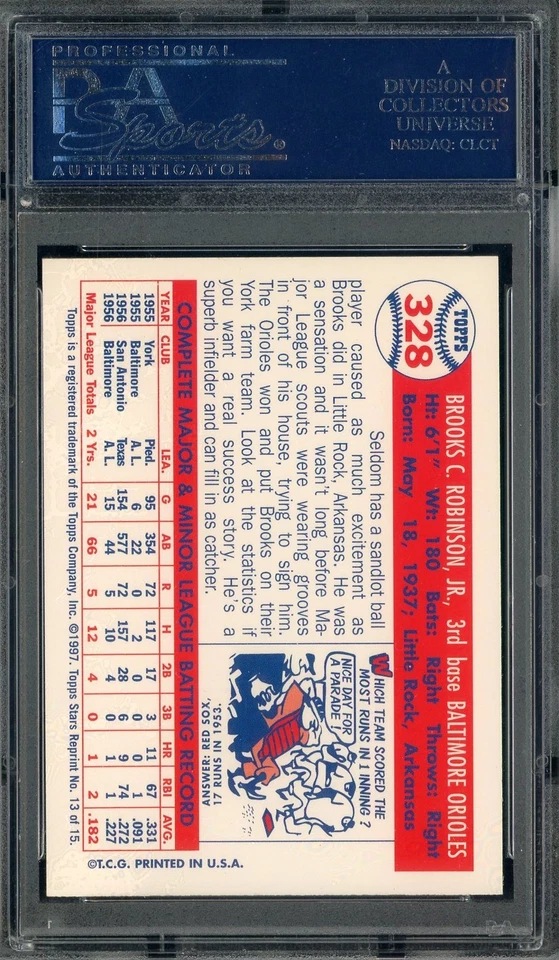 PROFESSIONAL
PSA
Sports®
AUTHENTICATOR
A
DIVISION OF
COLLECTORS
UNIVERSE
NASDAQ: CLCT
TOPPS
328
BROOKS C. ROBINSON, JR., 3rd base BALTIMORE ORIOLES
Ht: 6'1" Wt: 180 Bats: Right Throws: Right
Born: May 18, 1937; Little Rock, Arkansas
Seldom has a sandlot ball
player caused as much excitement as
Brooks did in Little Rock, Arkansas. He was
a sensation and it wasn't long before Ma-
jor League scouts were wearing grooves
in front of his house, trying to sign him.
The Orioles won and put Brooks on their
York farm team. Look at the statistics if
you want a real success story. He's a
superb infielder and can fill in as catcher.
WHICH TEAM SCORED THE
MOST RUNS IN 1 INNING?
NICE DAY FOR
A PARADE!
ANSWER: RED SOX,
17 RUNS IN 1953.
COMPLETE MAJOR & MINOR LEAGUE BATTING RECORD
YEAR CLUB LEA. G AB R H 2B 3B HR RBI AVG.
1955 York Pied. 95 354 72 117 17 3 11 67 .331
1955 Baltimore A. L. 6 22 0 2 0 0 0 1 .091
1956 San Antonio Texas 154 577 72 157 28 6 9 74 .272
1956 Baltimore A. L. 15 44 5 10 4 0 1 1 .227
Major League Totals 2 Yrs. 21 66 5 12 4 0 1 2 .182
Topps is a registered trademark of the Topps Company, Inc. ©1997. Topps Stars Reprint No. 13 of 15.
©T.C.G. PRINTED IN U.S.A.